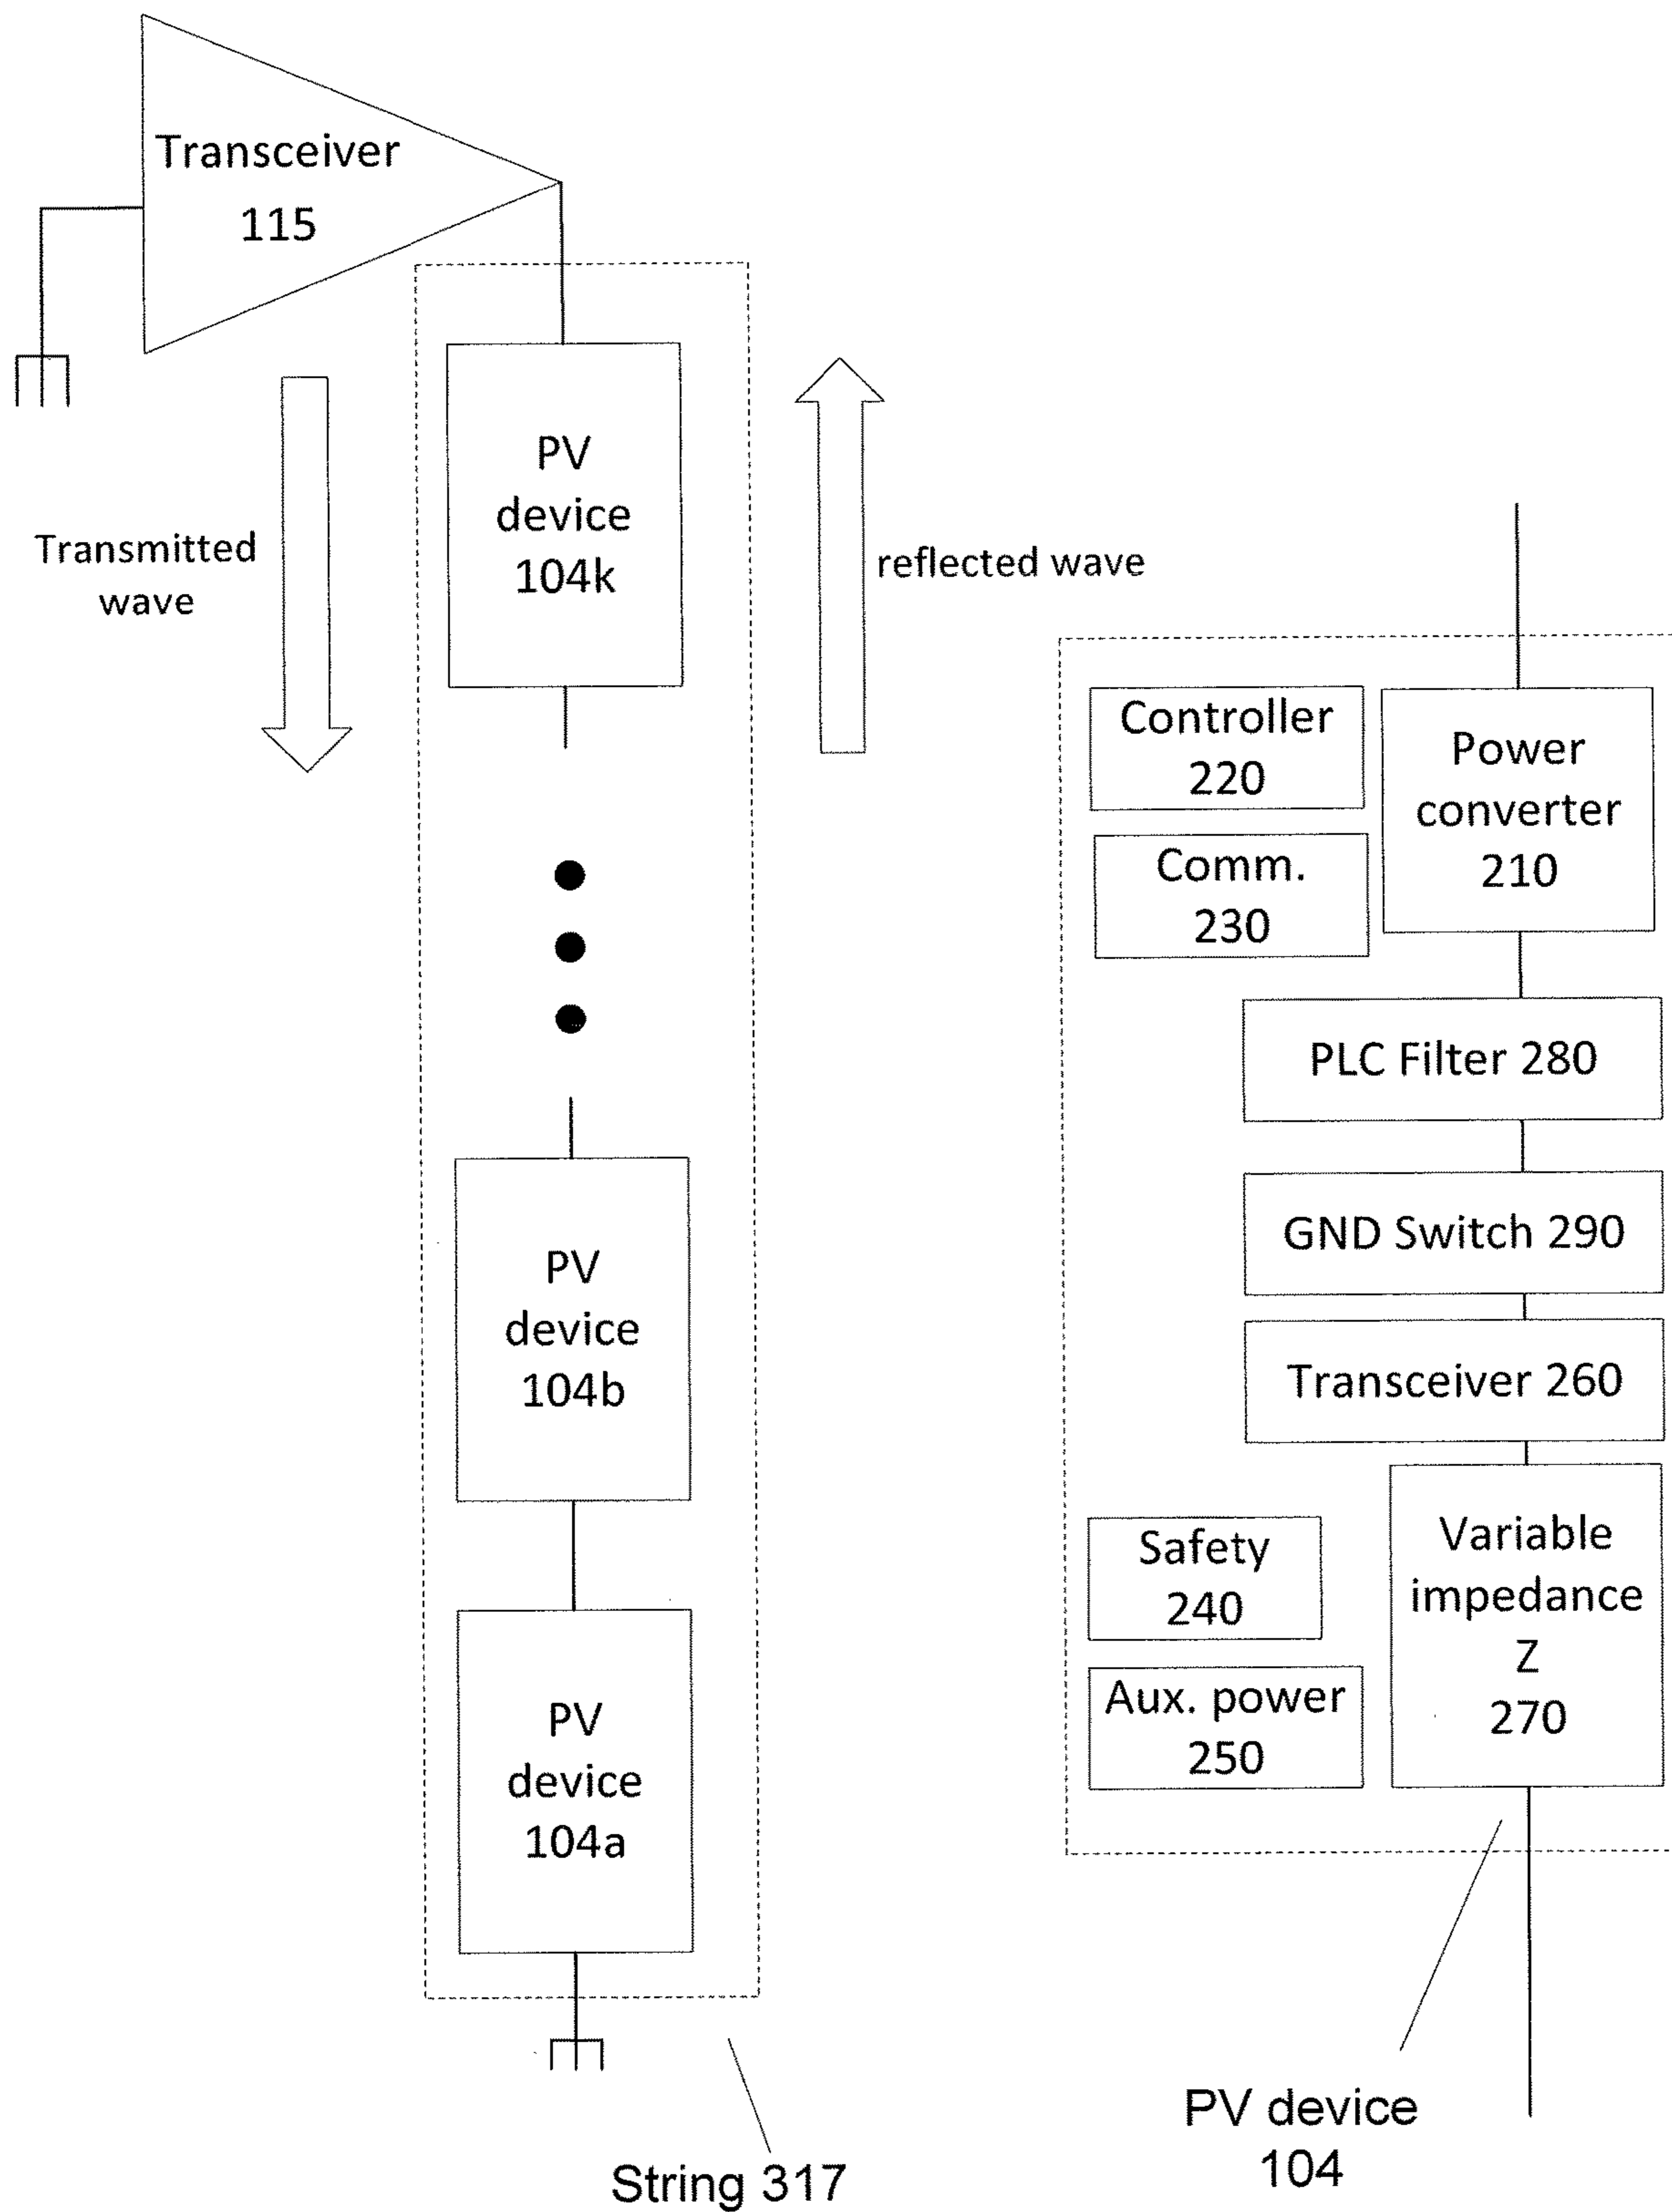 Transceiver
115
PV
device
104k
Transmitted
wave
reflected wave
PV
device
104b
PV
device
104a
String 317
Controller
220
Power
converter
210
Comm.
230
PLC Filter 280
GND Switch 290
Transceiver 260
Safety
240
Variable
impedance
Z
270
Aux. power
250
PV device
104